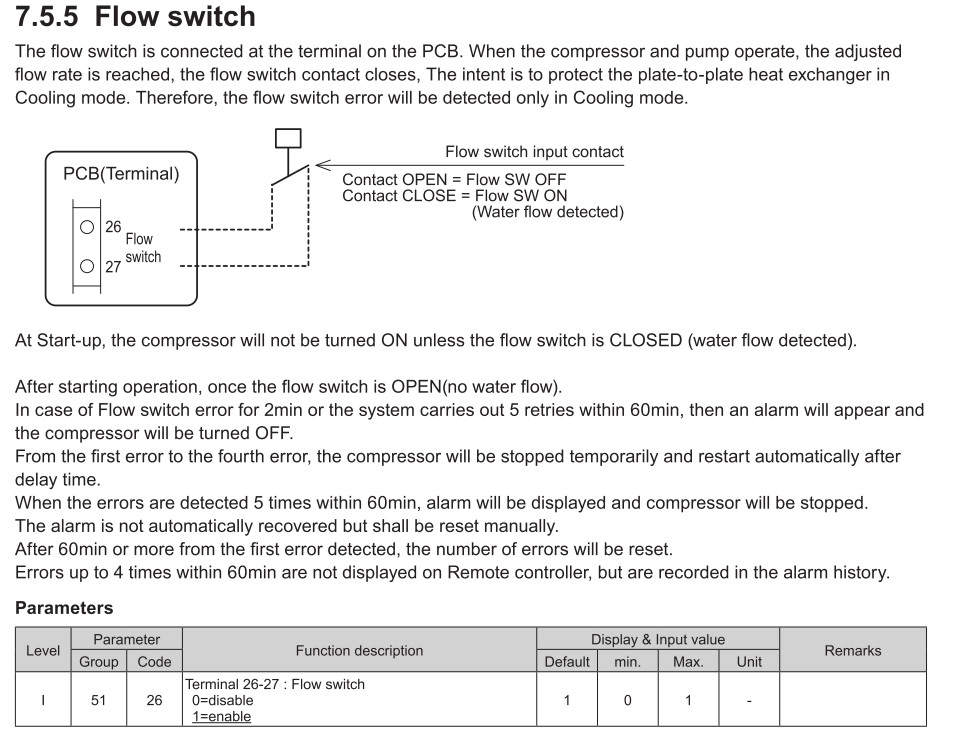 7.5.5 Flow switch
The flow switch is connected at the terminal on the PCB. When the compressor and pump operate, the adjusted
flow rate is reached, the flow switch contact closes, The intent is to protect the plate-to-plate heat exchanger in
Cooling mode. Therefore, the flow switch error will be detected only in Cooling mode.
PCB(Terminal)
26
Flow
switch
27
Flow switch input contact
Contact OPEN = Flow SW OFF
Contact CLOSE = Flow SW ON
(Water flow detected)
At Start-up, the compressor will not be turned ON unless the flow switch is CLOSED (water flow detected).
After starting operation, once the flow switch is OPEN(no water flow).
In case of Flow switch error for 2min or the system carries out 5 retries within 60min, then an alarm will appear and
the compressor will be turned OFF.
From the first error to the fourth error, the compressor will be stopped temporarily and restart automatically after
delay time.
When the errors are detected 5 times within 60min, alarm will be displayed and compressor will be stopped.
The alarm is not automatically recovered but shall be reset manually.
After 60min or more from the first error detected, the number of errors will be reset.
Errors up to 4 times within 60min are not displayed on Remote controller, but are recorded in the alarm history.
Parameters
Level Parameter Function description Display & Input value Remarks
Group Code Default min. Max. Unit
I 51 26 Terminal 26-27 : Flow switch 1 0 1 -
0=disable
1=enable